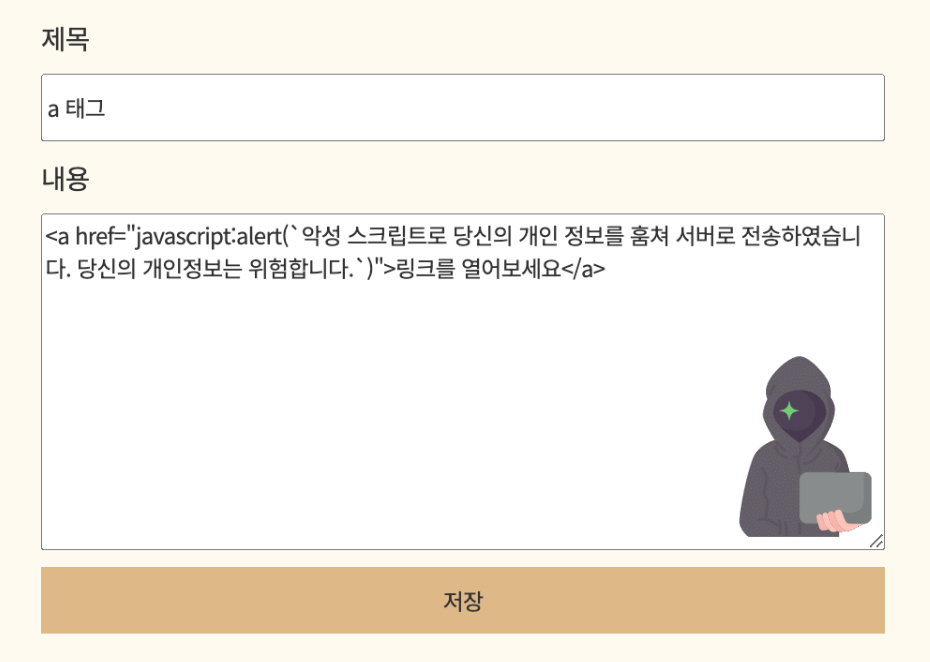 제목
a 태그
내용
<a href="javascript:alert(`악성 스크립트로 당신의 개인 정보를 훔쳐 서버로 전송하였습니
다. 당신의 개인정보는 위험합니다.`)">링크를 열어보세요</a>
저장